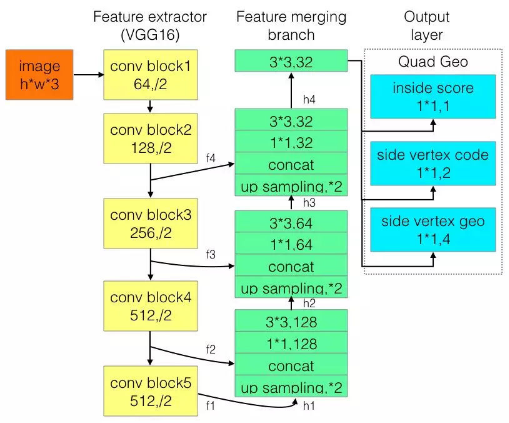 Feature extractor
(VGG16)
Feature merging
branch
Output
layer
image
h*w*3
conv block1
64,/2
conv block2
128,/2
conv block3
256,/2
conv block4
512,/2
conv block5
512,/2
f4
f3
f2
f1
3*3,32
h4
3*3,32
1*1,32
concat
up sampling,*2
h3
3*3,64
1*1,64
concat
up sampling,*2
h2
3*3,128
1*1,128
concat
up sampling,*2
h1
Quad Geo
inside score
1*1,1
side vertex code
1*1,2
side vertex geo
1*1,4